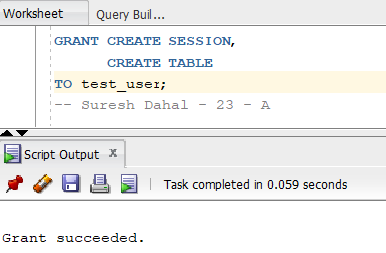 Worksheet Query Buil...
GRANT CREATE SESSION,
CREATE TABLE
TO test_user;
-- Suresh Dahal - 23 - A
Script Output x
Task completed in 0.059 seconds
Grant succeeded.